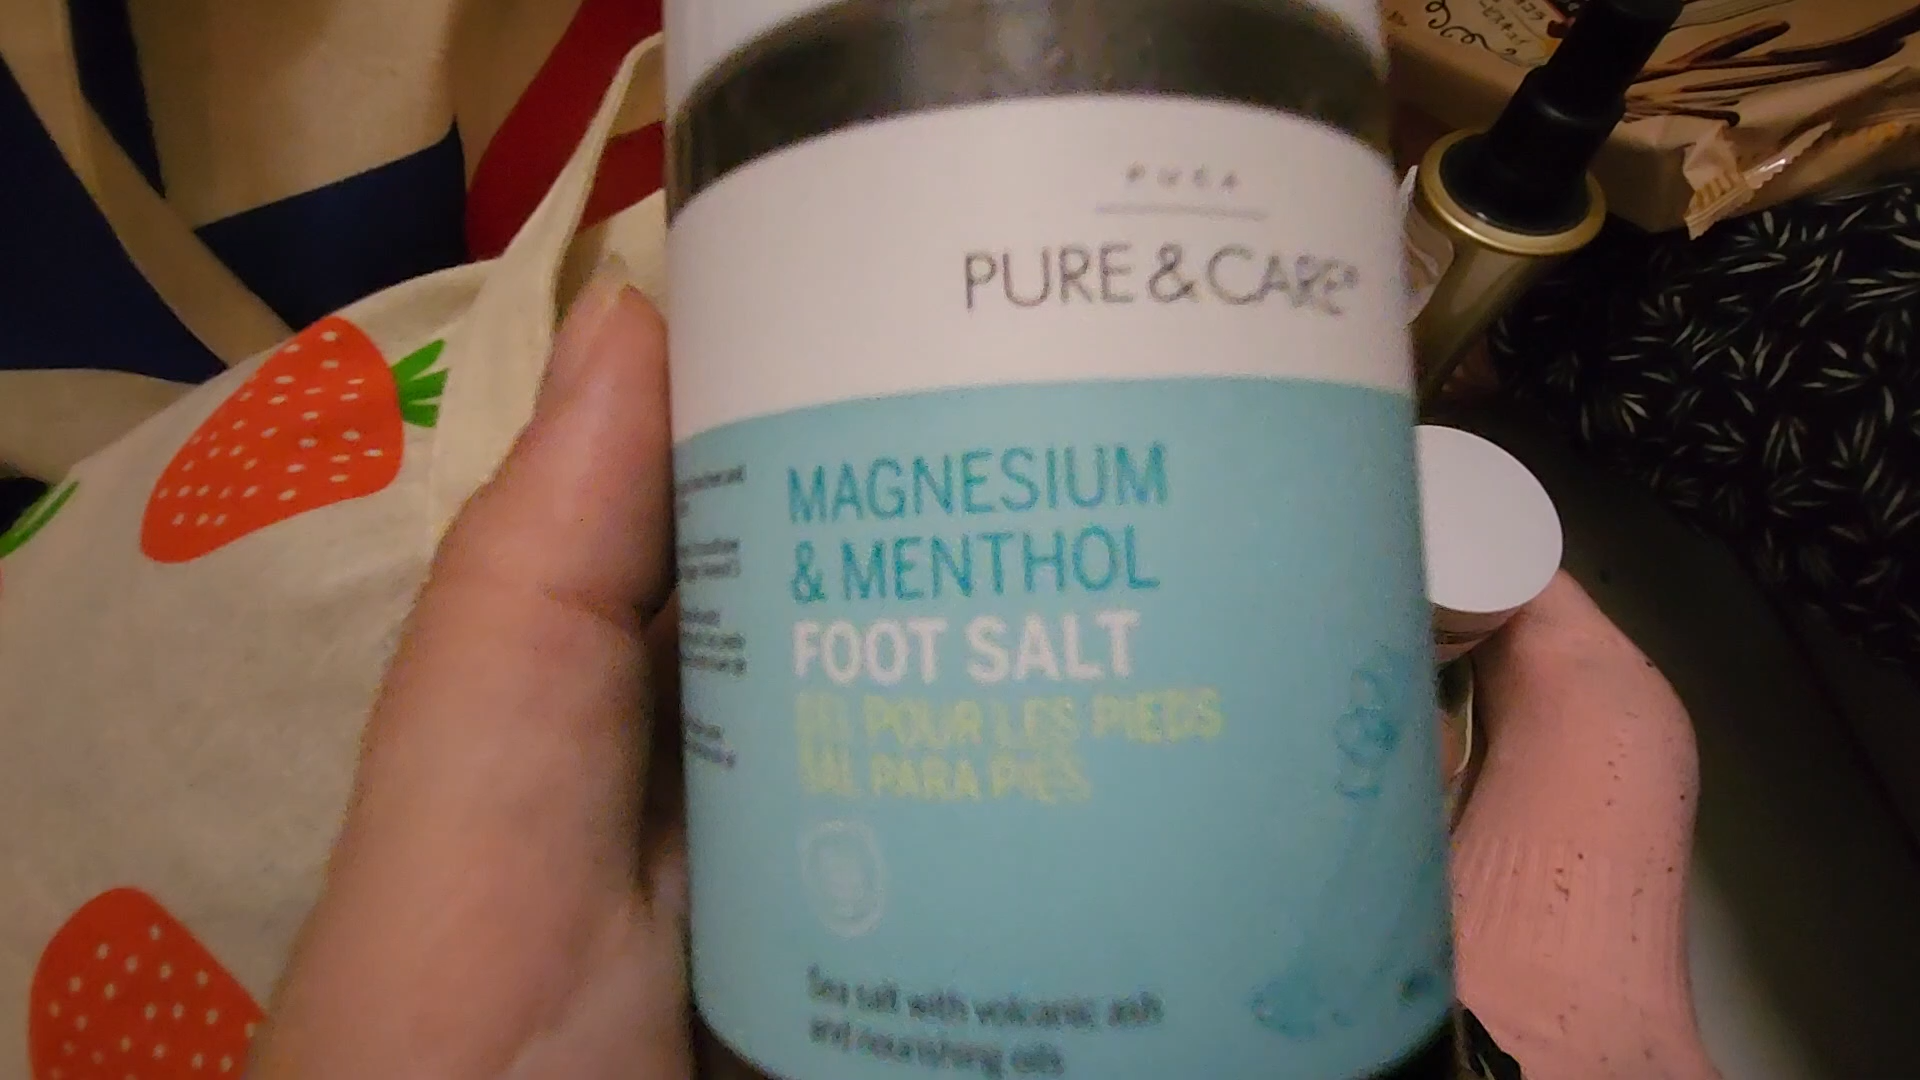 PUCA
PURE & CARE®
MAGNESIUM
& MENTHOL
FOOT SALT
SEL POUR LES PIEDS
SAL PARA PIES
Sea salt with volcanic ash
and nourishing oils